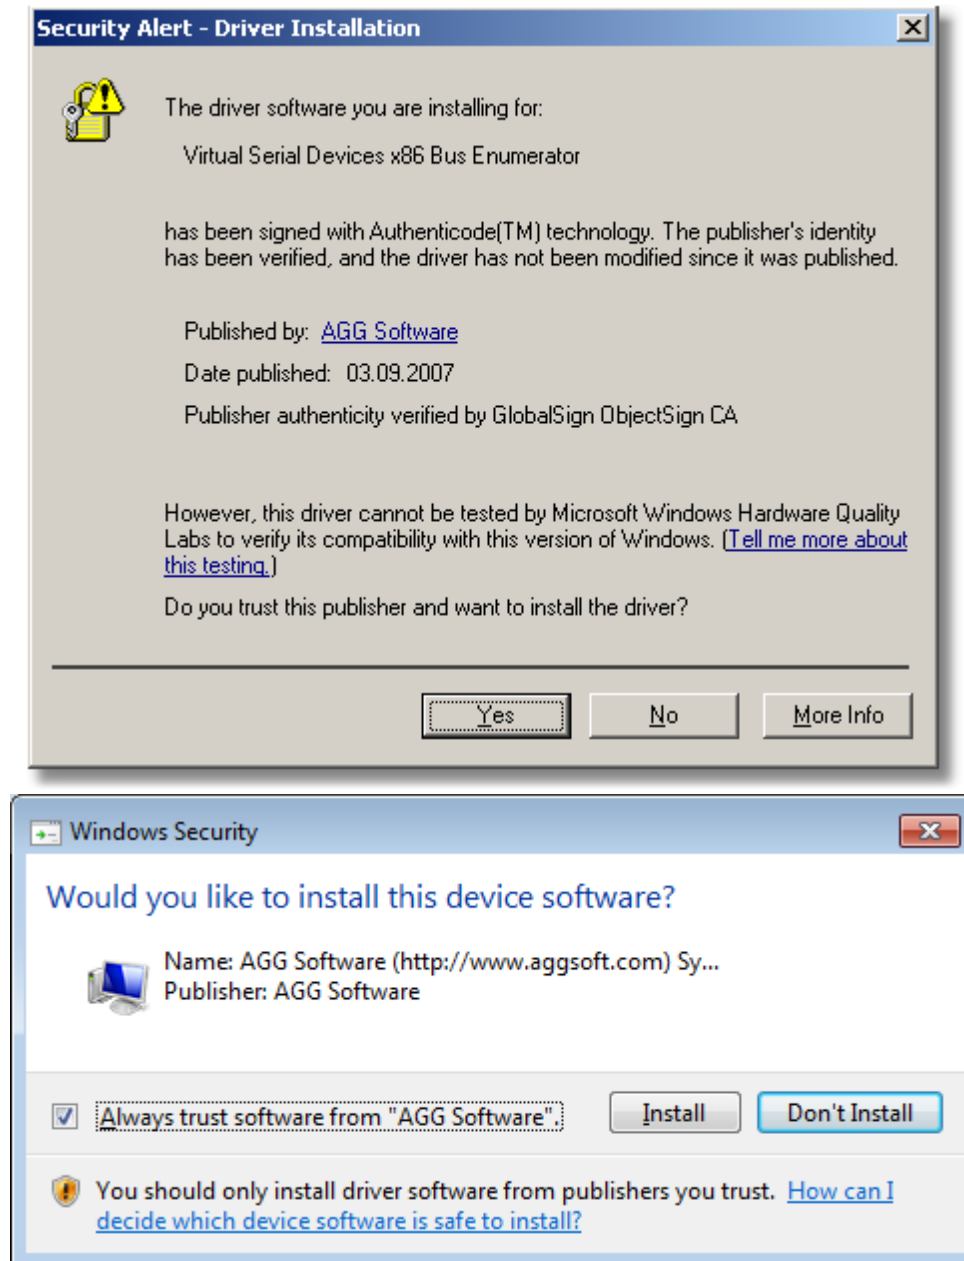 Security Alert - Driver Installation
The driver software you are installing for:
Virtual Serial Devices x86 Bus Enumerator
has been signed with Authenticode(TM) technology. The publisher's identity
has been verified, and the driver has not been modified since it was published.
Published by: AGG Software
Date published: 03.09.2007
Publisher authenticity verified by GlobalSign ObjectSign CA
However, this driver cannot be tested by Microsoft Windows Hardware Quality
Labs to verify its compatibility with this version of Windows. (Tell me more about
this testing.)
Do you trust this publisher and want to install the driver?
Yes No More Info
Windows Security
Would you like to install this device software?
Name: AGG Software (http://www.aggsoft.com) Sy...
Publisher: AGG Software
Always trust software from "AGG Software". Install Don't Install
You should only install driver software from publishers you trust. How can I
decide which device software is safe to install?